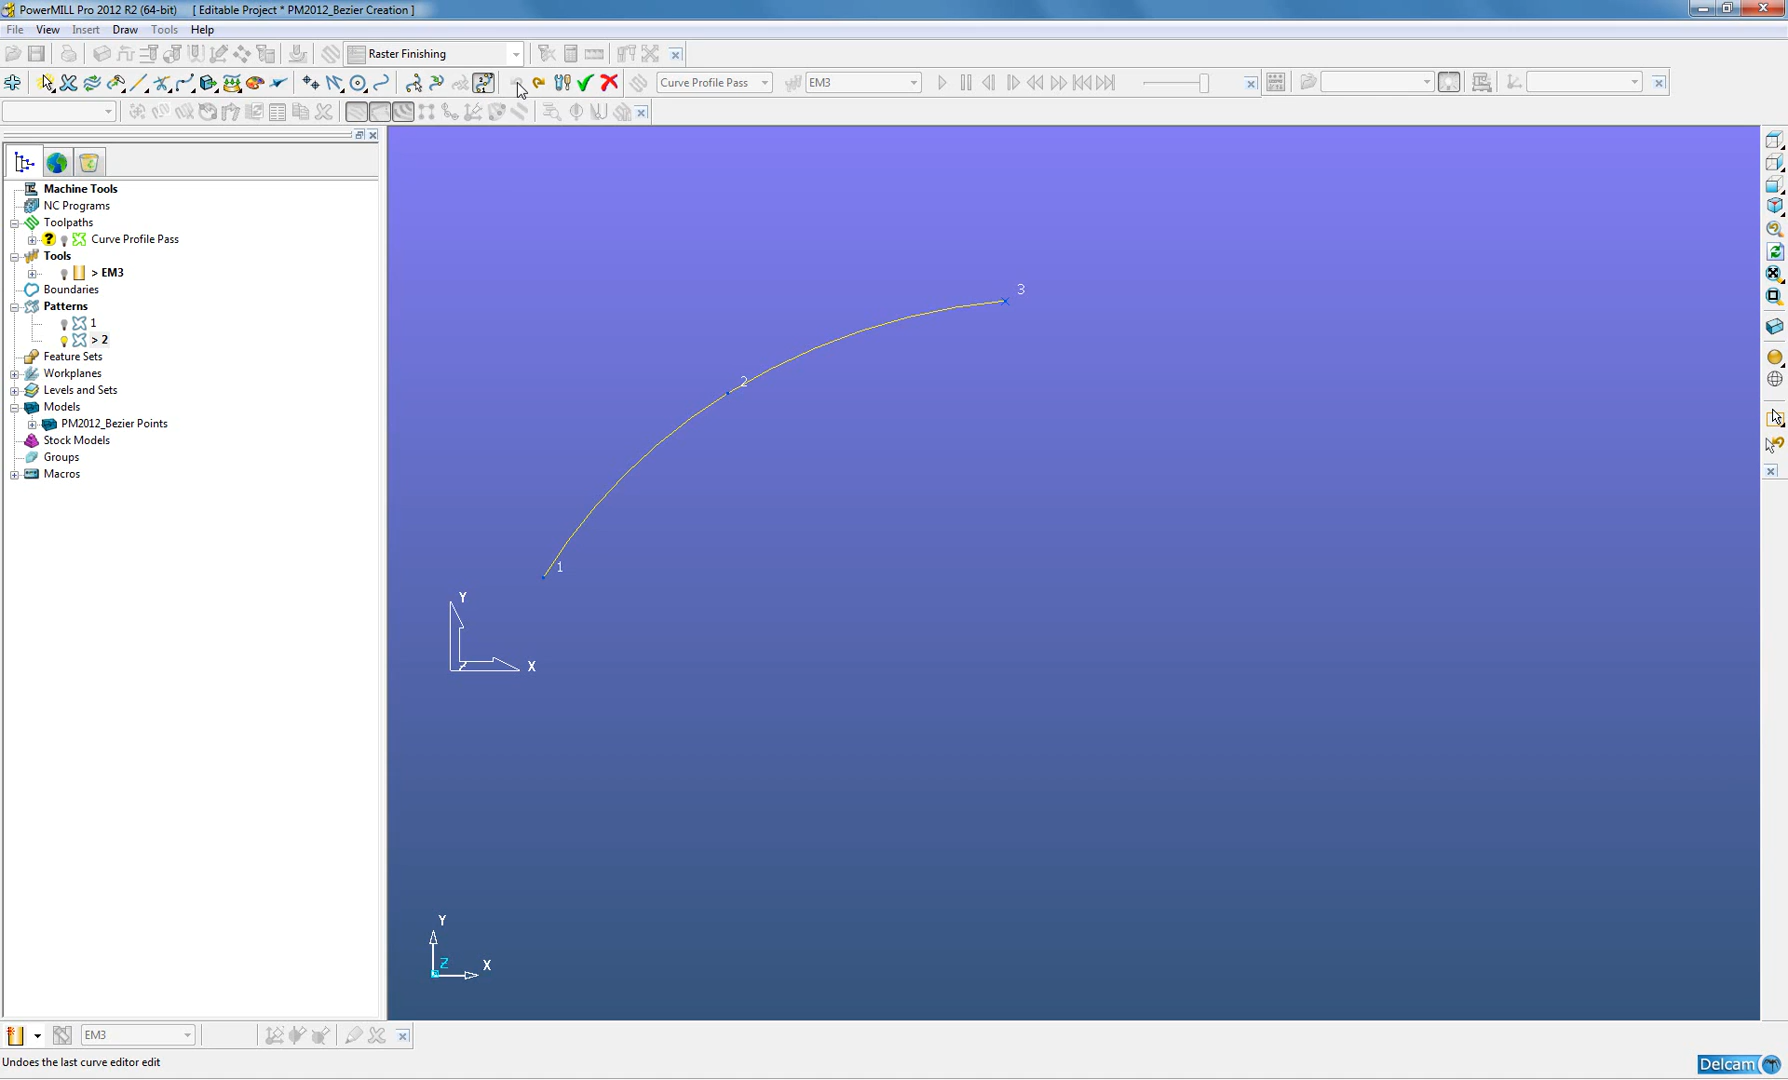 PowerMILL Pro 2012 R2 (64-bit) [ Editable Project * PM2012_Bezier Creation ]
File View Insert Draw Tools Help
Raster Finishing
Curve Profile Pass EM3
Machine Tools
NC Programs
Toolpaths
Curve Profile Pass
Tools
> EM3
Boundaries
Patterns
1
> 2
Feature Sets
Workplanes
Levels and Sets
Models
PM2012_Bezier Points
Stock Models
Groups
Macros
3
2
1
Y
X
Y
Z
X
EM3
Undoes the last curve editor edit
Delcam